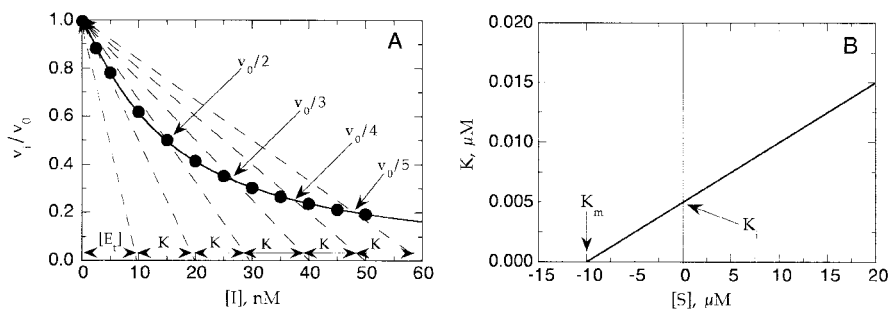 A
1.0
0.8
0.6
0.4
0.2
0.0
v_i/v_0
v_0/2
v_0/3
v_0/4
v_0/5
[E_t]
K
K
K
K
K
0
10
20
30
40
50
60
[I], nM
B
0.020
0.015
0.010
0.005
0.000
K, μM
K_m
K_i
-15
-10
-5
0
5
10
15
20
[S], μM